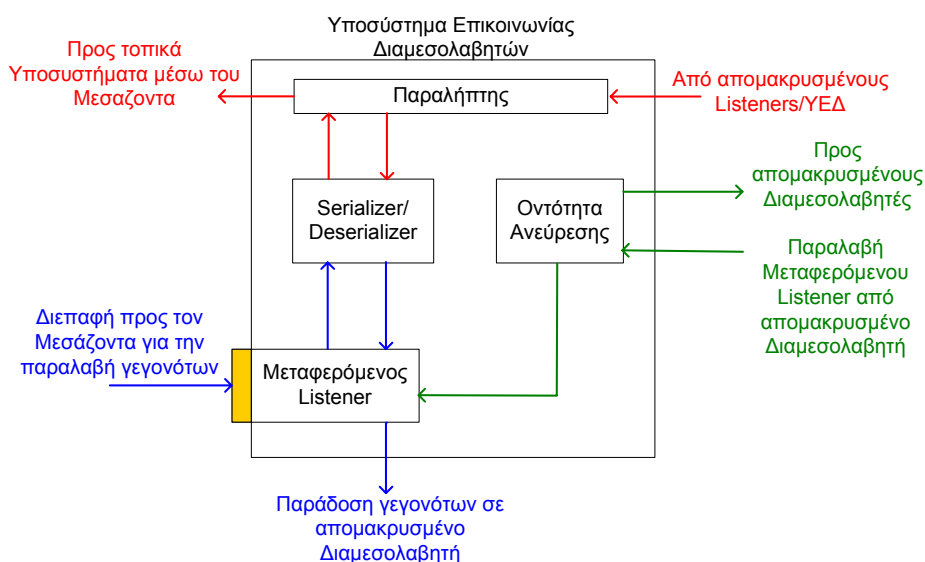 Υποσύστημα Επικοινωνίας
Διαμεσολαβητών
Προς τοπικά
Υποσυστήματα μέσω του
Μεσαζοντα
Παραλήπτης
Από απομακρυσμένους
Listeners/ΥΕΔ
Προς
απομακρυσμένους
Διαμεσολαβητές
Serializer/
Deserializer
Οντότητα
Ανεύρεσης
Παραλαβή
Μεταφερόμενου
Listener από
απομακρυσμένο
Διαμεσολαβητή
Διεπαφή προς τον
Μεσάζοντα για την
παραλαβή γεγονότων
Μεταφερόμενος
Listener
Παράδοση γεγονότων σε
απομακρυσμένο
Διαμεσολαβητή